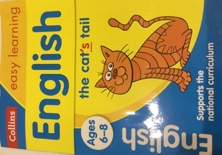 Collins
easy learning
English
the cat's tail
Ages
6-8
English
Supports the
national curriculum